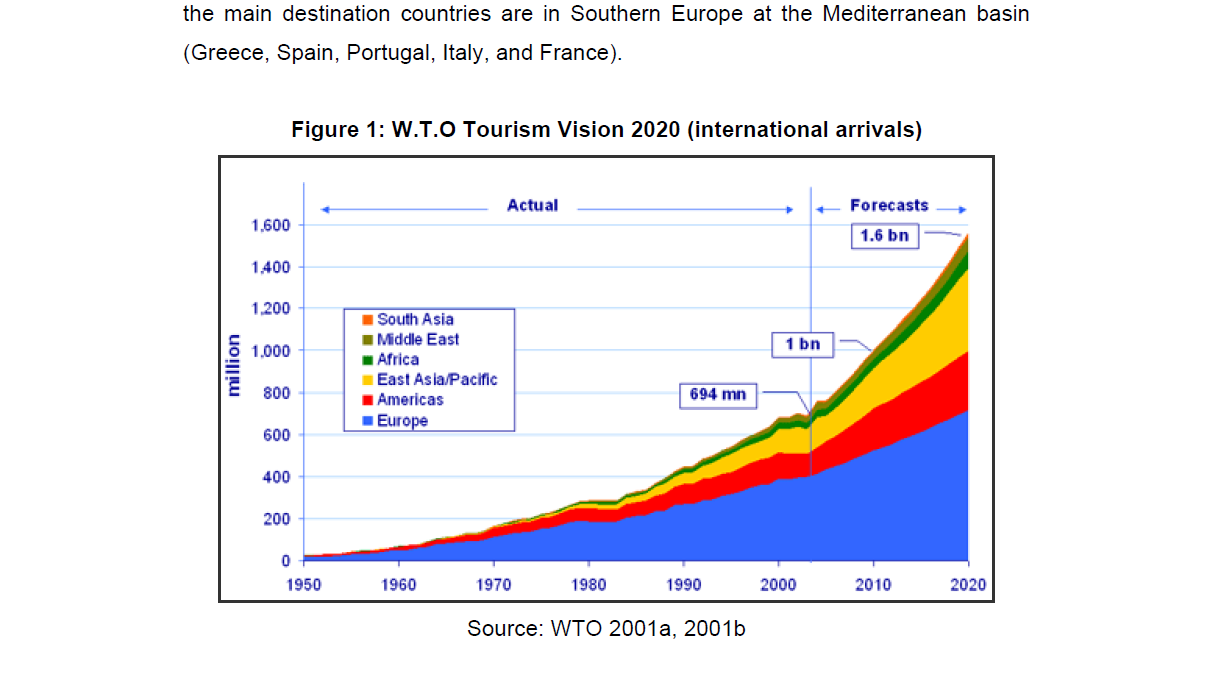 the main destination countries are in Southern Europe at the Mediterranean basin
(Greece, Spain, Portugal, Italy, and France).
Figure 1: W.T.O Tourism Vision 2020 (international arrivals)
Actual
Forecasts
1.6 bn
1,600
1,400
1,200
1,000
800
600
400
200
0
million
South Asia
Middle East
Africa
East Asia/Pacific
Americas
Europe
1 bn
694 mn
1950 1960 1970 1980 1990 2000 2010 2020
Source: WTO 2001a, 2001b